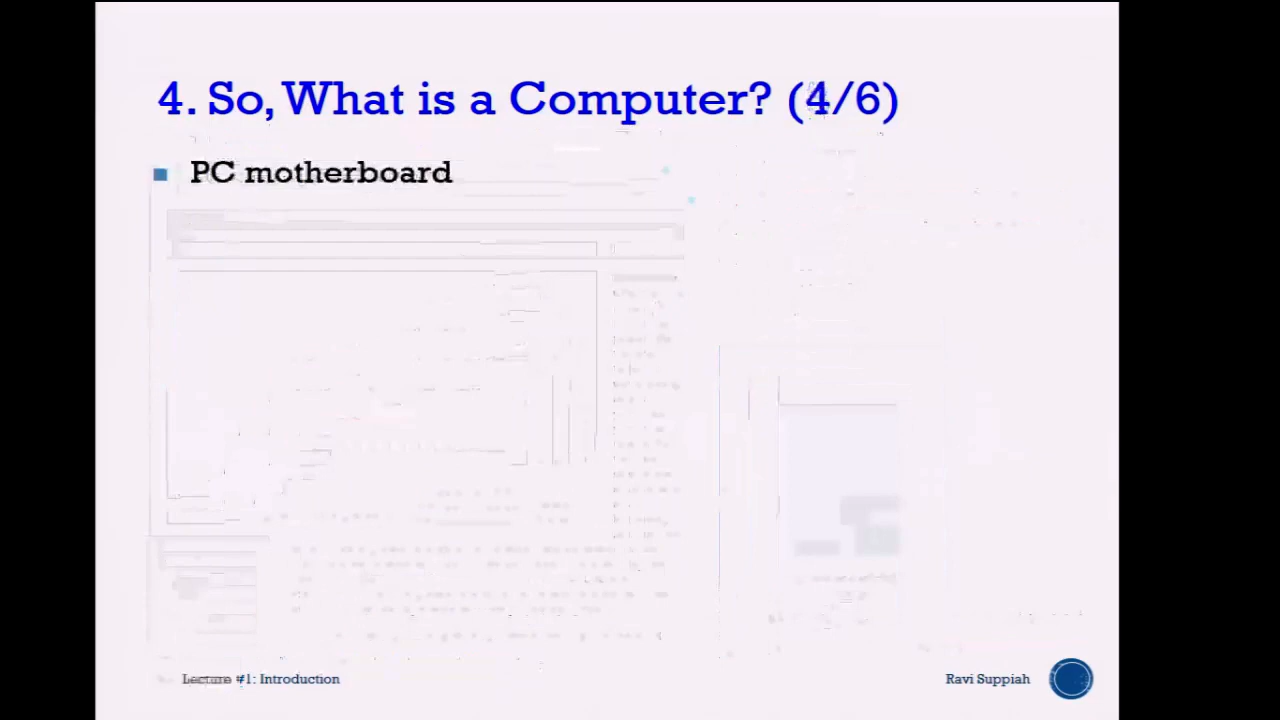 4. So, What is a Computer? (4/6)
PC motherboard
Lecture #1: Introduction
Ravi Suppiah